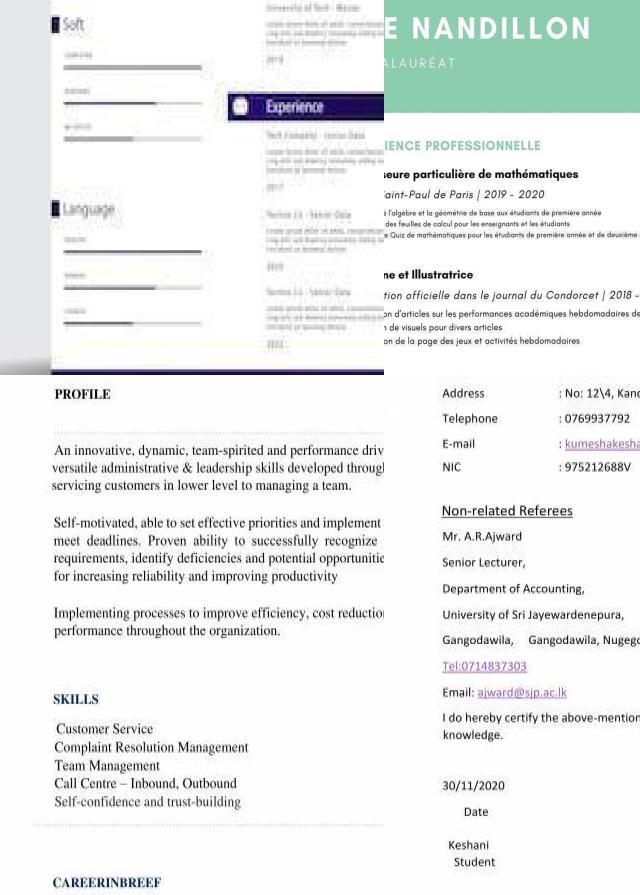 Soft
Language
University of Tech - Master
Experience
E NANDILLON
ALAURÉAT
IENCE PROFESSIONNELLE
seure particulière de mathématiques
Saint-Paul de Paris | 2019 - 2020
l'algèbre et la géométrie de base aux étudiants de première année
des feuilles de calcul pour les enseignants et les étudiants
e Quiz de mathématiques pour les étudiants de première année et de deuxième
ne et Illustratrice
tion officielle dans le journal du Condorcet | 2018 -
on d'articles sur les performances académiques hebdomadaires de
n de visuels pour divers articles
on de la page des jeux et activités hebdomadaires
PROFILE
An innovative, dynamic, team-spirited and performance driv
versatile administrative & leadership skills developed through
servicing customers in lower level to managing a team.
Self-motivated, able to set effective priorities and implement
meet deadlines. Proven ability to successfully recognize
requirements, identify deficiencies and potential opportunitie
for increasing reliability and improving productivity
Implementing processes to improve efficiency, cost reduction
performance throughout the organization.
SKILLS
Customer Service
Complaint Resolution Management
Team Management
Call Centre – Inbound, Outbound
Self-confidence and trust-building
CAREERINBREEF
Address : No: 12\4, Kand
Telephone : 0769937792
E-mail : kumeshakesha
NIC : 975212688V
Non-related Referees
Mr. A.R.Ajward
Senior Lecturer,
Department of Accounting,
University of Sri Jayewardenepura,
Gangodawila, Gangodawila, Nugego
Tel:0714837303
Email: ajward@sjp.ac.lk
I do hereby certify the above-mention
knowledge.
30/11/2020
Date
Keshani
Student